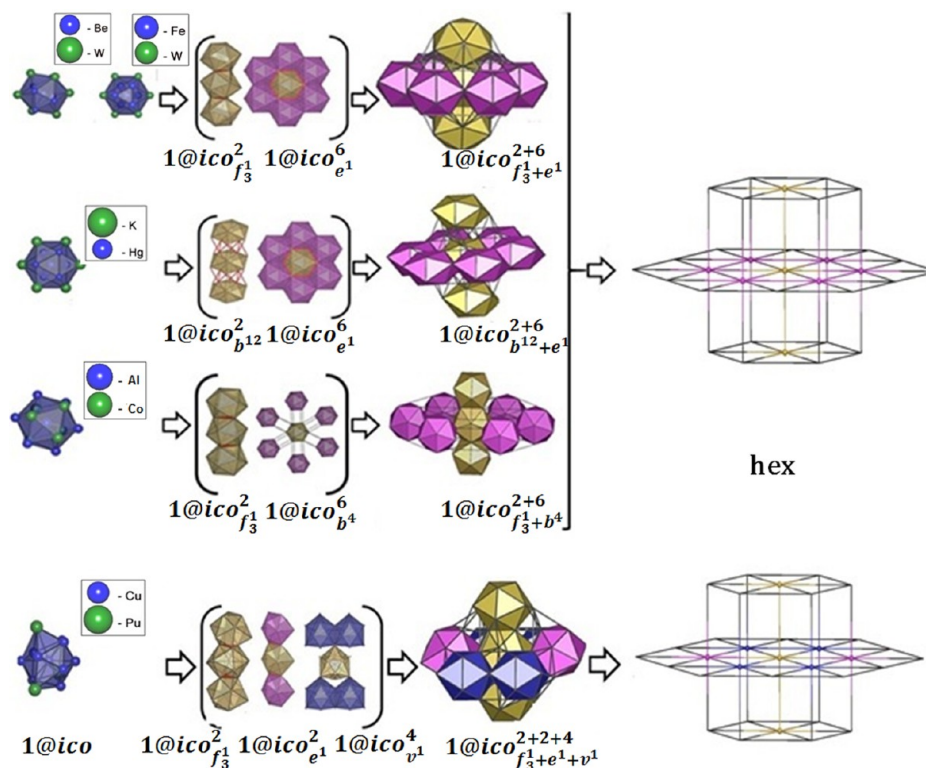 - Be
- W
- Fe
- W
1@ico^2_{f_3^1} 1@ico^6_{e^1} 1@ico^{2+6}_{f_3^1+e^1}
- K
- Hg
1@ico^2_{b^{12}} 1@ico^6_{e^1} 1@ico^{2+6}_{b^{12}+e^1}
- Al
- Co
1@ico^2_{f_3^1} 1@ico^6_{b^4} 1@ico^{2+6}_{f_3^1+b^4}
hex
- Cu
- Pu
1@ico 1@ico^2_{f_3^1} 1@ico^2_{e^1} 1@ico^4_{v^1} 1@ico^{2+2+4}_{f_3^1+e^1+v^1}